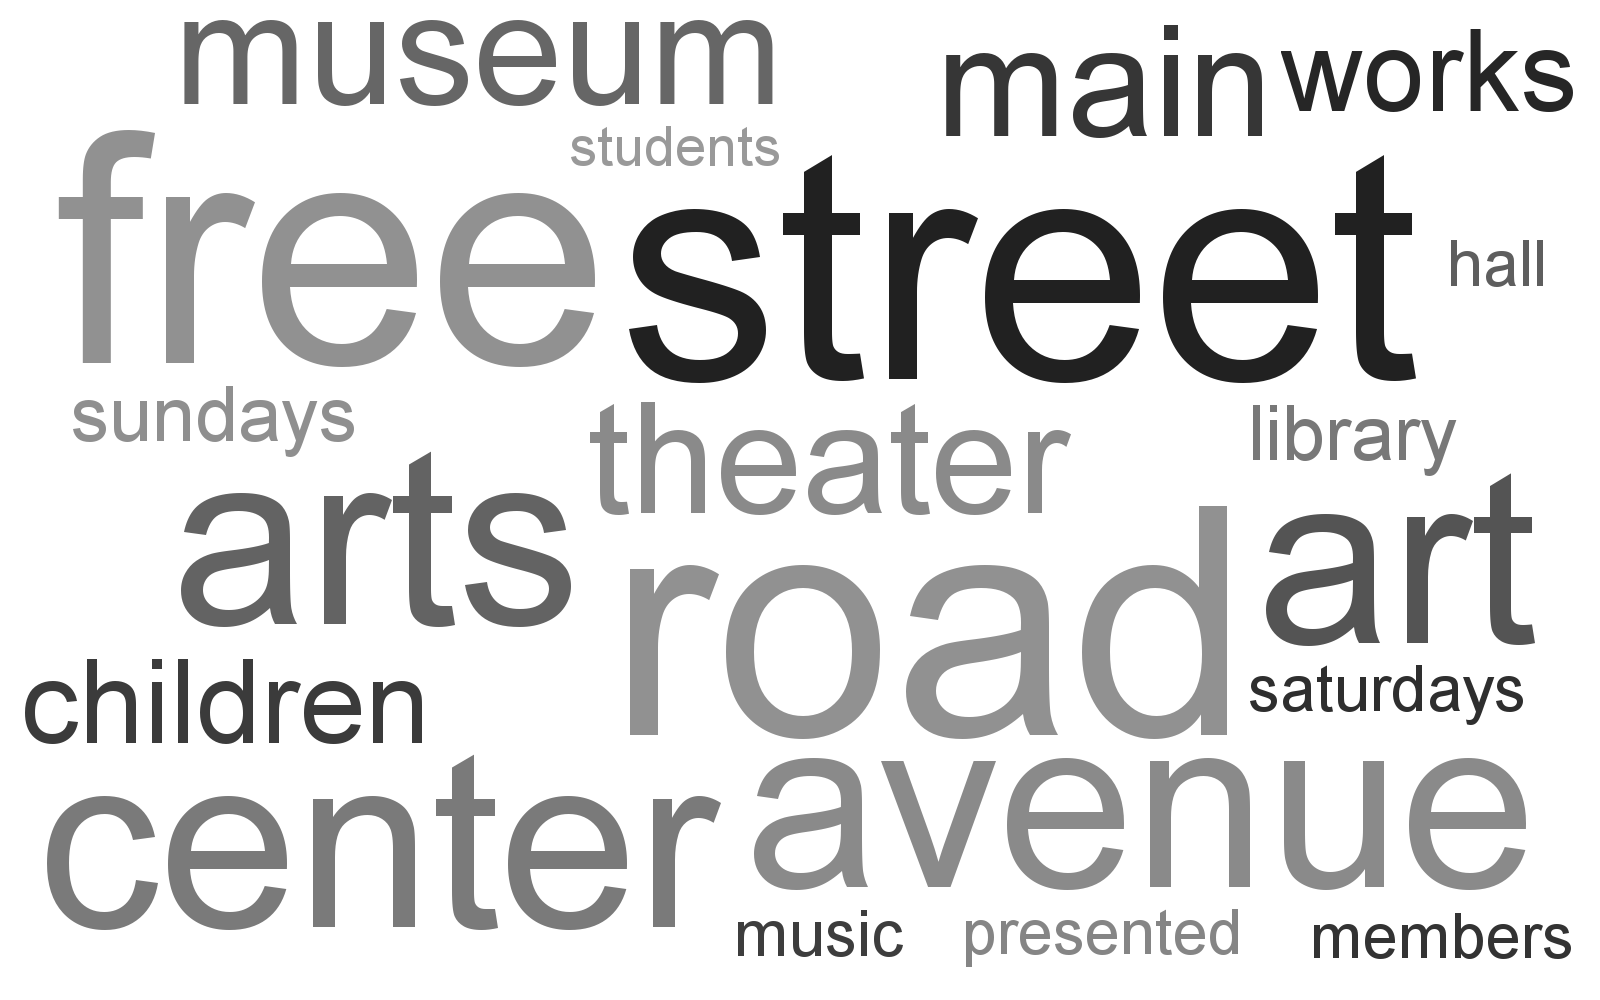 museum
main works
students
free street
hall
sundays
theater
library
arts
road
art
children
saturdays
center
avenue
music presented members